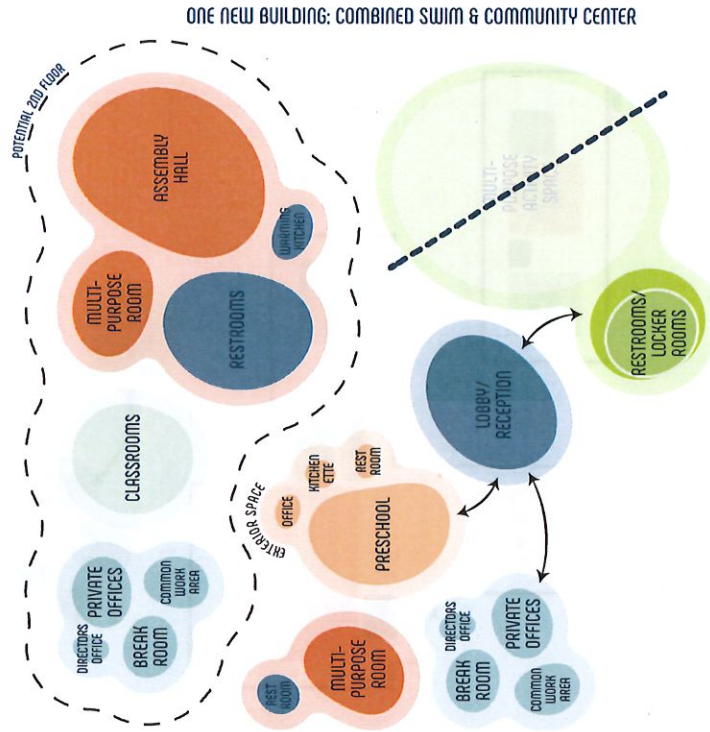 ONE NEW BUILDING: COMBINED SWIM & COMMUNITY CENTER
POTENTIAL 2ND FLOOR
ASSEMBLY
HALL
WARMING
KITCHEN
MULTI-
PURPOSE
ROOM
RESTROOMS
CLASSROOMS
DIRECTORS
OFFICE
PRIVATE
OFFICES
BREAK
ROOM
COMMON
WORK
AREA
MULTI-
PURPOSE
ACTIVITY
SPACE
RESTROOMS/
LOCKER
ROOMS
LOBBY/
RECEPTION
EXTERIOR SPACE
OFFICE
KITCHEN
ETTE
REST
ROOM
PRESCHOOL
REST
ROOM
MULTI-
PURPOSE
ROOM
DIRECTORS
OFFICE
BREAK
ROOM
PRIVATE
OFFICES
COMMON
WORK
AREA